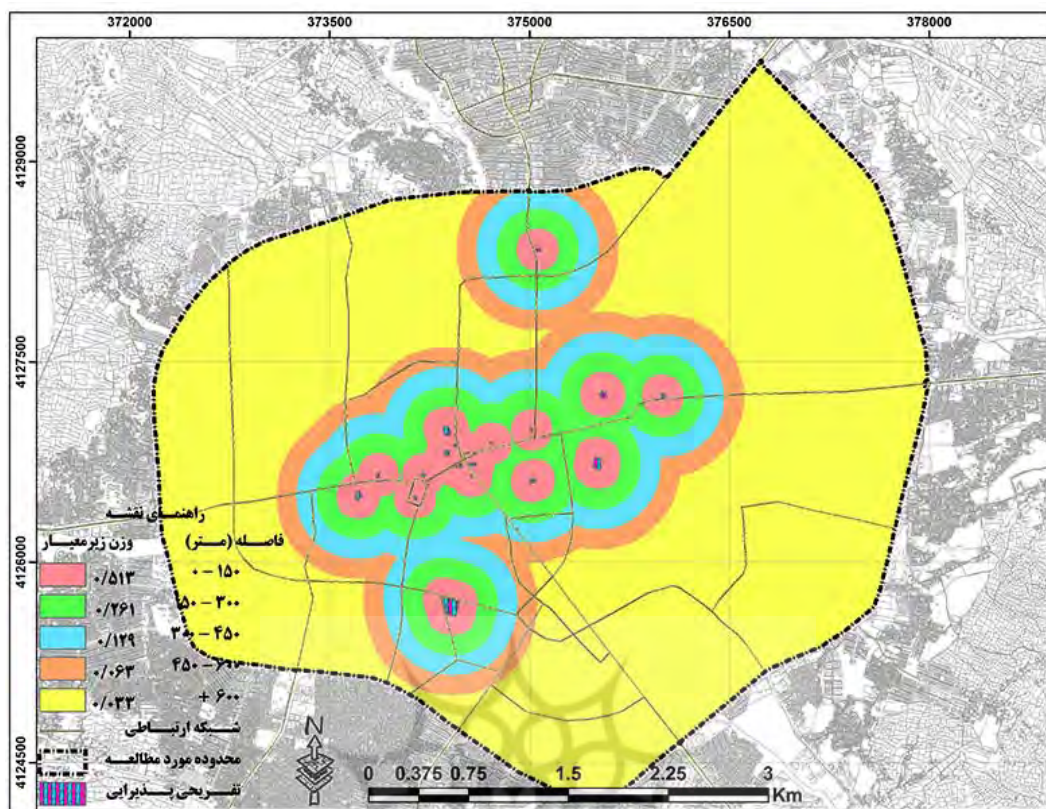 372000 373500 375000 376500 378000
4129000
4127500
4126000
4124500
راهنمای نقشه
وزن زیرمعیار فاصله (متر)
۰/۵۱۳ ۰ – ۱۵۰
۰/۲۶۱ ۱۵۰ – ۳۰۰
۰/۱۲۹ ۳۰۰ – ۴۵۰
۰/۰۶۳ ۴۵۰ – ۶۰۰
۰/۰۳۳ ۶۰۰ +
شبکه ارتباطی
محدوده مورد مطالعه
تفریحی پذیرایی
N
0 0.375 0.75 1.5 2.25 3
Km